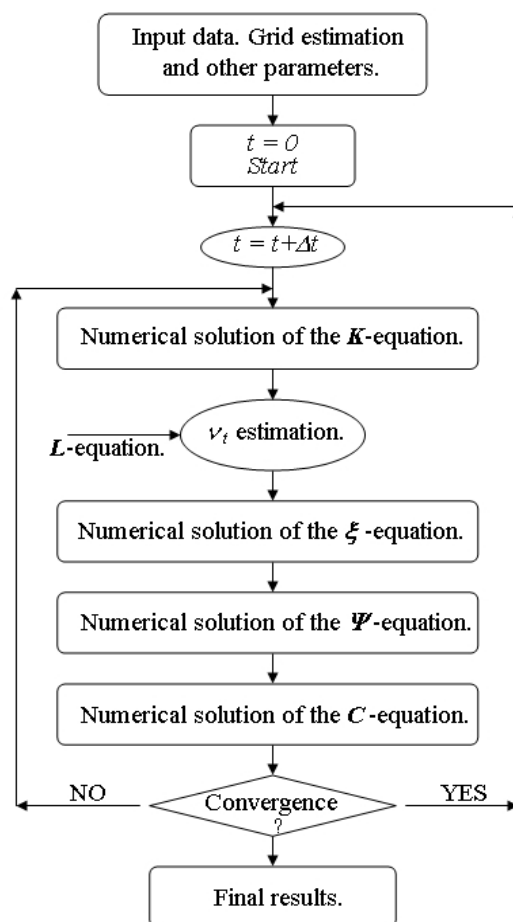 Input data. Grid estimation
and other parameters.
t = 0
Start
t = t+Δt
Numerical solution of the K-equation.
ν_t estimation.
L-equation.
Numerical solution of the ξ -equation.
Numerical solution of the Ψ-equation.
Numerical solution of the C -equation.
NO
Convergence
?
YES
Final results.